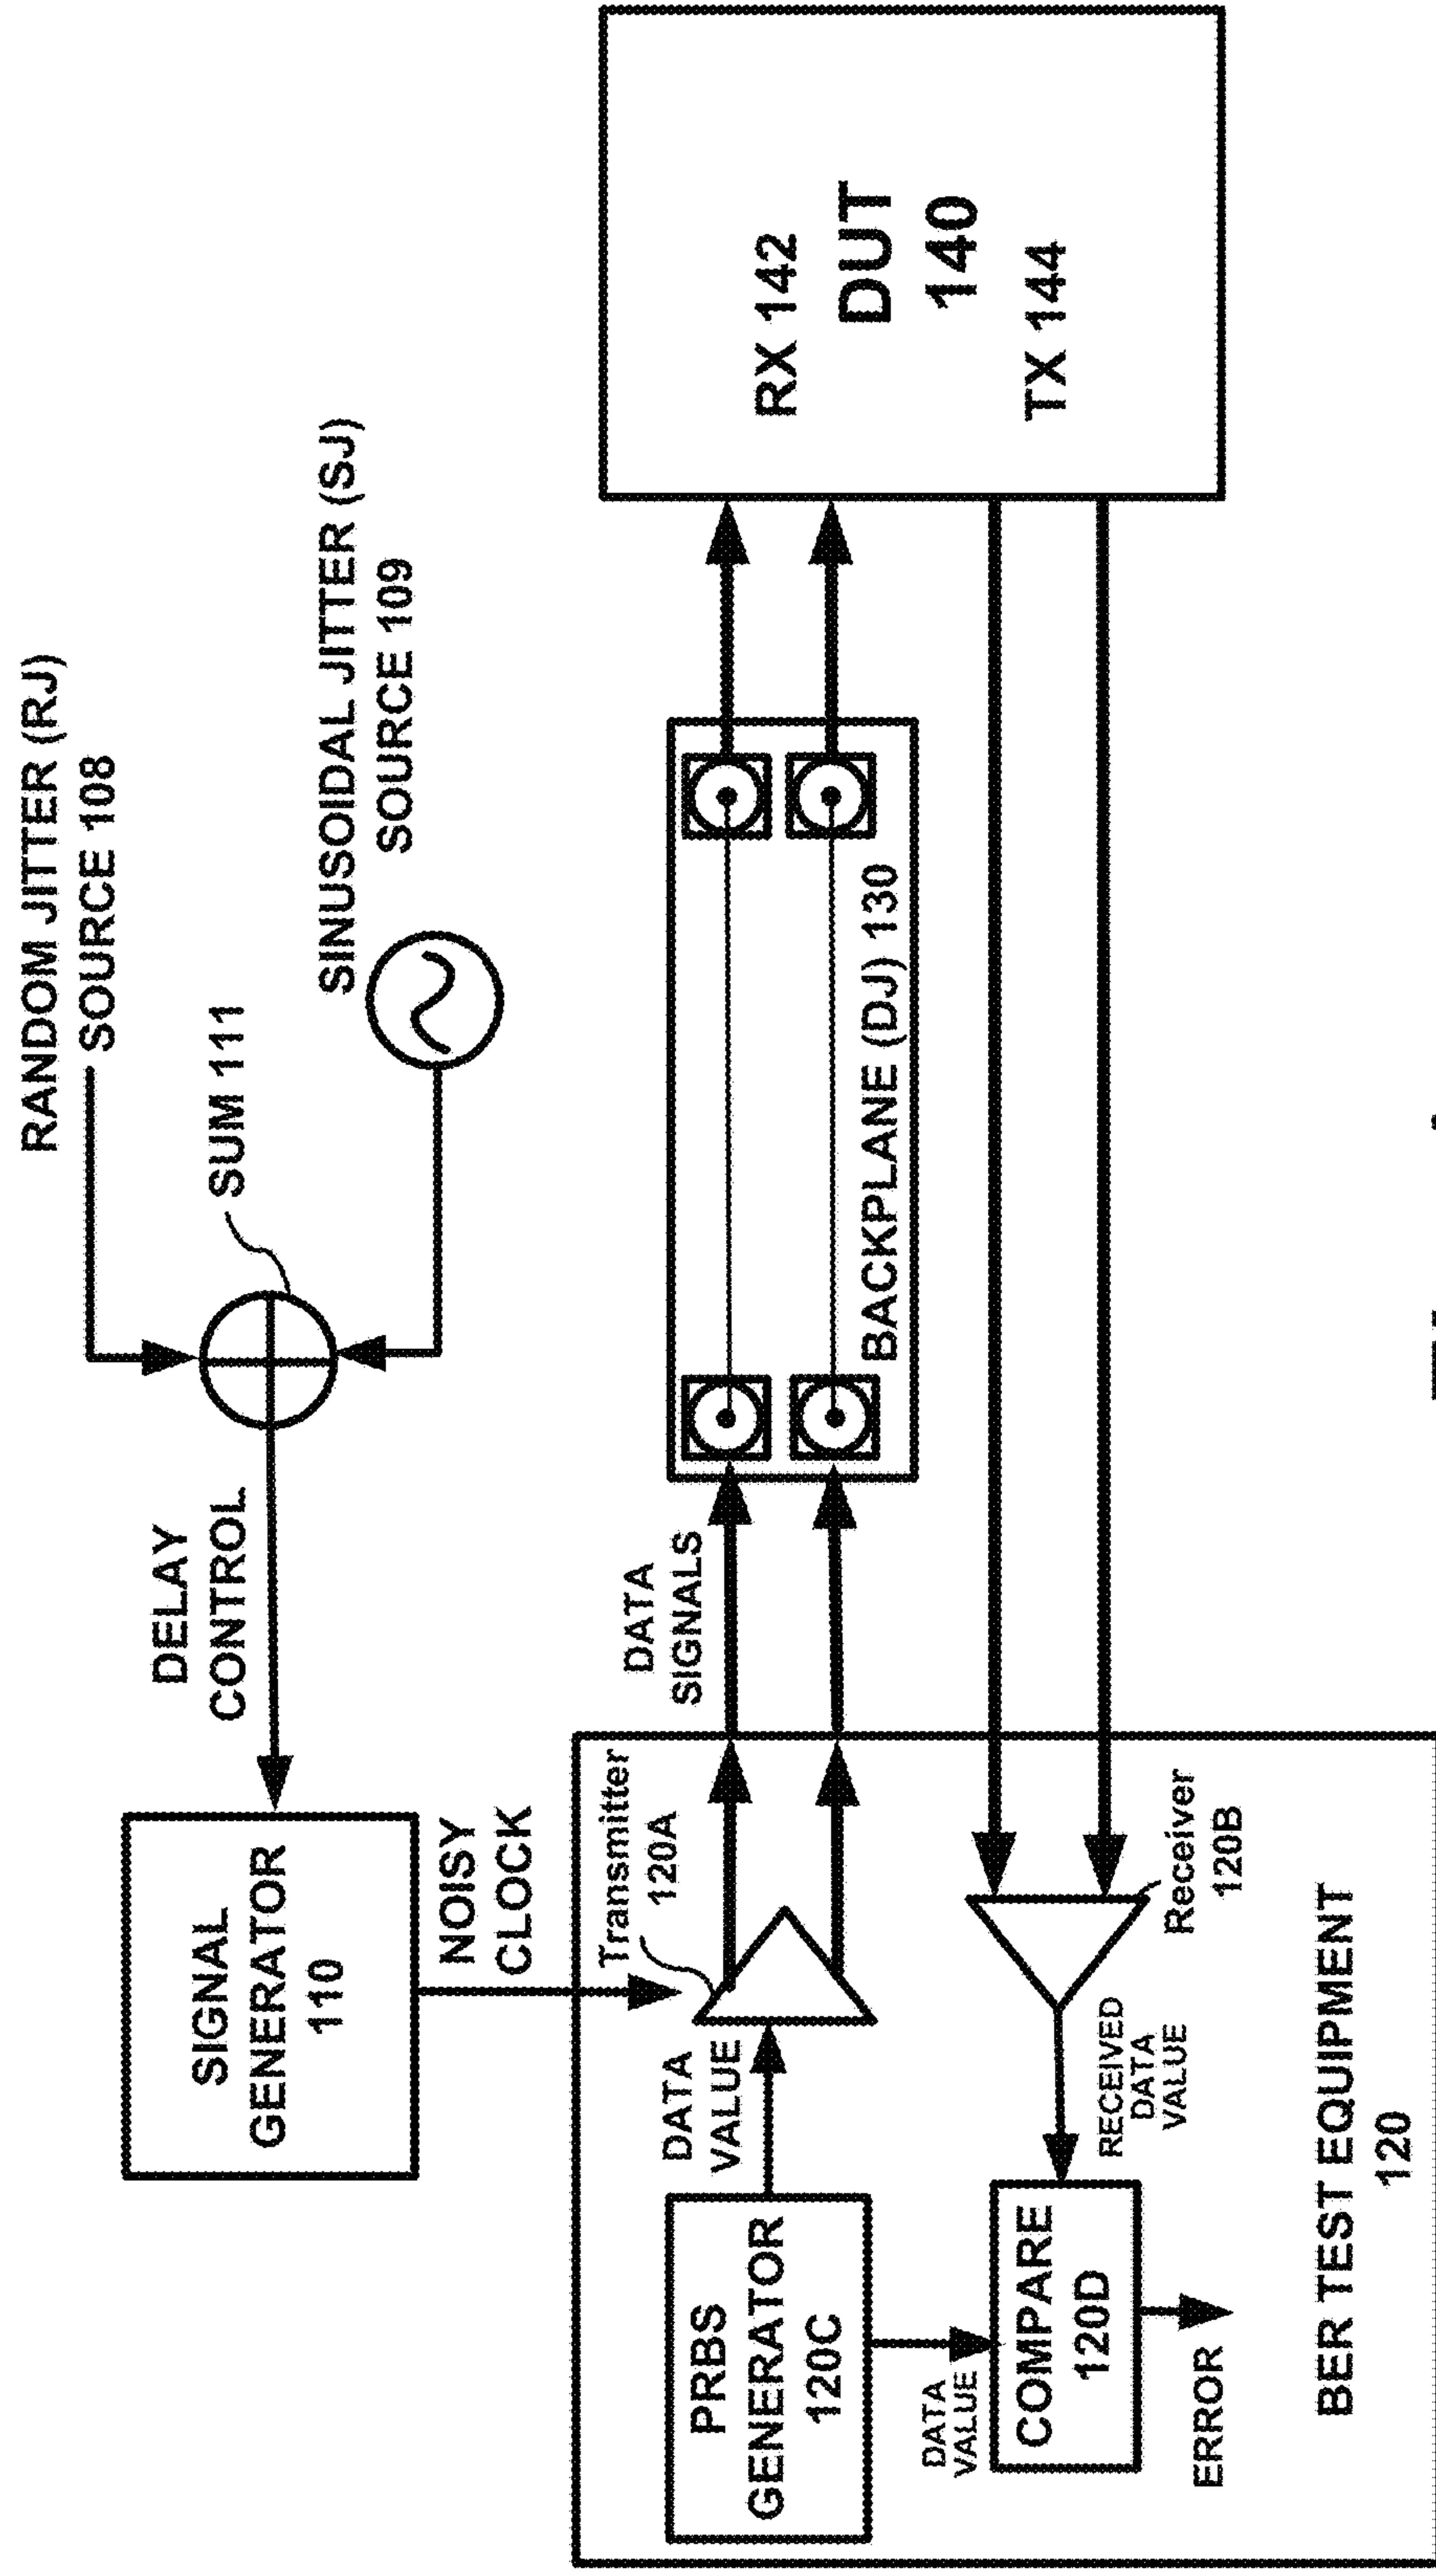 RANDOM JITTER (RJ)
SOURCE 108
SUM 111
SINUSOIDAL JITTER (SJ)
SOURCE 109
DELAY
CONTROL
SIGNAL
GENERATOR
110
NOISY
CLOCK
Transmitter
120A
DATA
SIGNALS
BACKPLANE (DJ) 130
RX 142
DUT
140
TX 144
DATA
VALUE
PRBS
GENERATOR
120C
DATA
VALUE
COMPARE
120D
RECEIVED
DATA
VALUE
Receiver
120B
ERROR
BER TEST EQUIPMENT
120